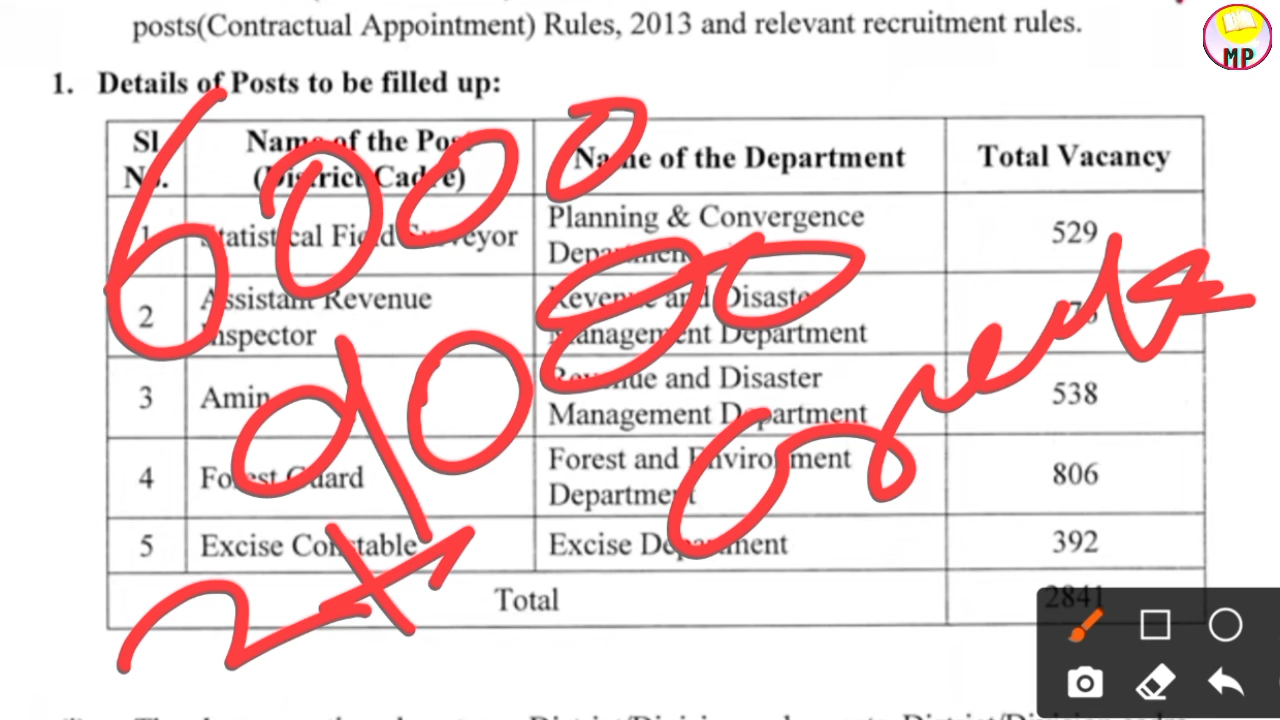 posts(Contractual Appointment) Rules, 2013 and relevant recruitment rules.
MP
1. Details of Posts to be filled up:
Sl No. Name of the Post (District Cadre) Name of the Department Total Vacancy
1 Statistical Field Surveyor Planning & Convergence Department 529
2 Assistant Revenue Inspector Revenue and Disaster Management Department
3 Amin Revenue and Disaster Management Department 538
4 Forest Guard Forest and Environment Department 806
5 Excise Constable Excise Department 392
Total 2841
6000
9080
2x